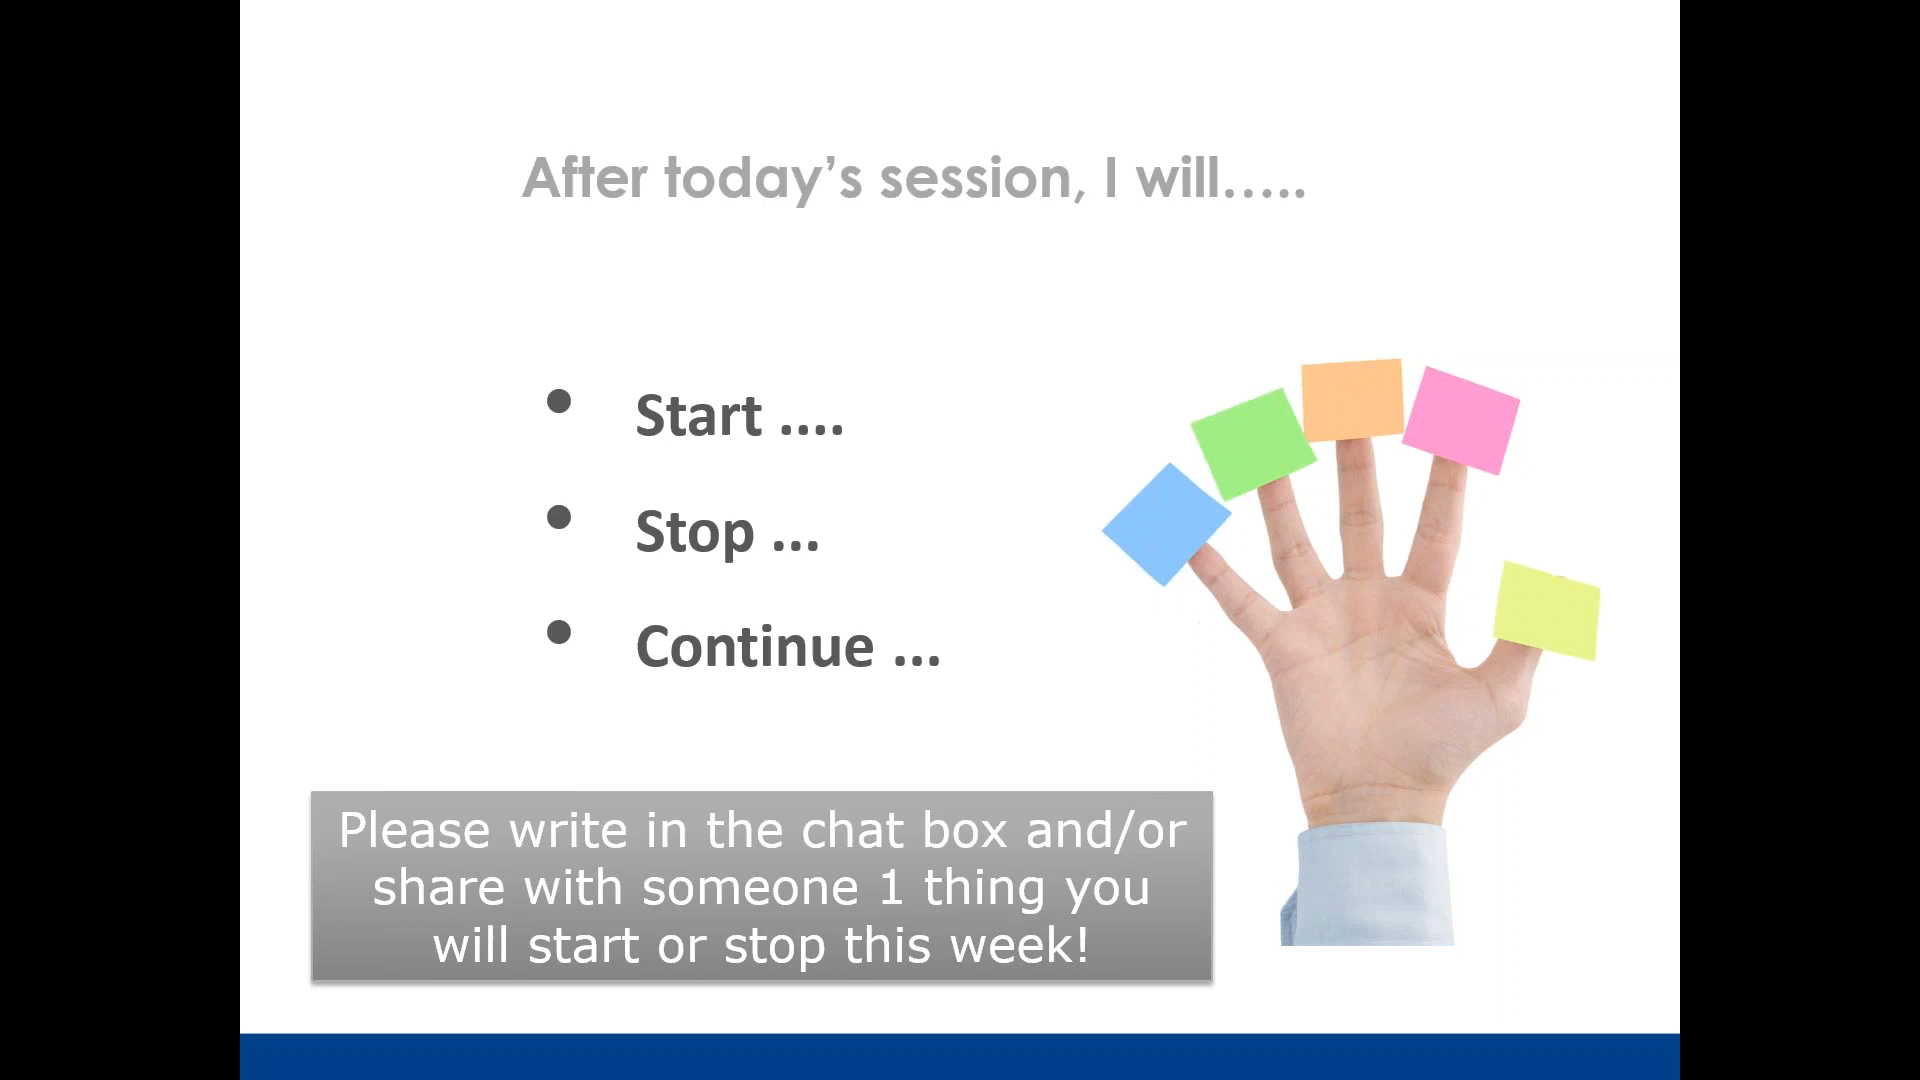 After today’s session, I will…..
• Start ....
• Stop ...
• Continue ...
Please write in the chat box and/or
share with someone 1 thing you
will start or stop this week!